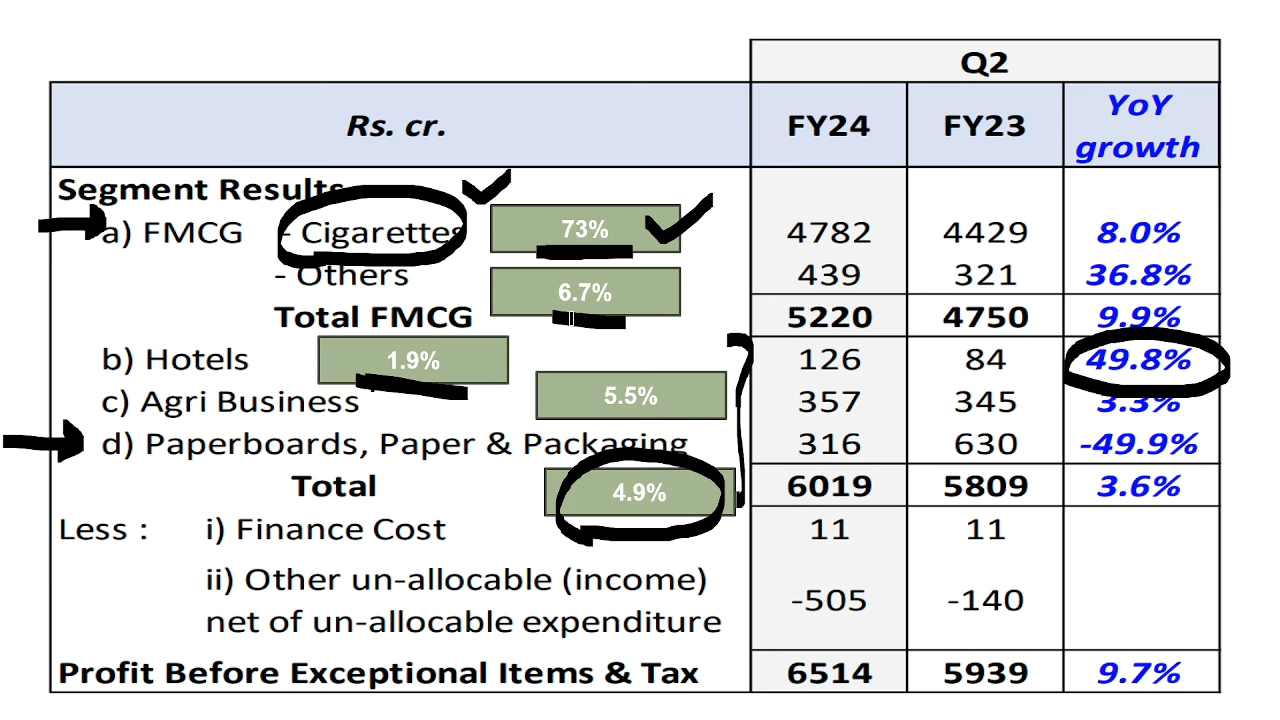 Q2
Rs. cr. FY24 FY23 YoY growth
Segment Results
a) FMCG - Cigarettes 73% 4782 4429 8.0%
- Others 6.7% 439 321 36.8%
Total FMCG 5220 4750 9.9%
b) Hotels 1.9% 126 84 49.8%
c) Agri Business 5.5% 357 345 3.3%
d) Paperboards, Paper & Packaging 316 630 -49.9%
Total 4.9% 6019 5809 3.6%
Less : i) Finance Cost 11 11
ii) Other un-allocable (income)
net of un-allocable expenditure -505 -140
Profit Before Exceptional Items & Tax 6514 5939 9.7%